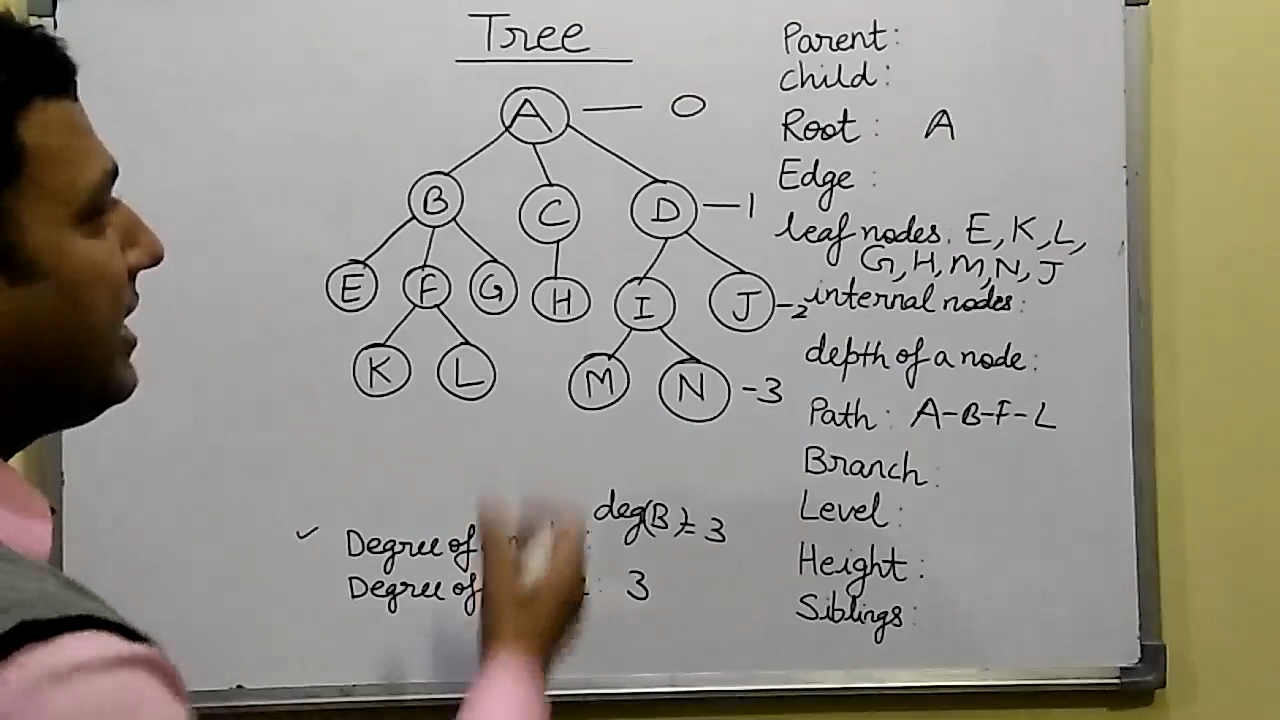 Tree
A — 0
B C D — 1
E F G H I J - 2
K L M N - 3
Parent:
Child:
Root: A
Edge:
leaf nodes. E, K, L,
G, H, M, N, J
internal nodes:
depth of a node:
Path: A-B-F-L
Branch:
Level:
Height:
Siblings:
deg(B) = 3
✓ Degree of :
Degree of : 3